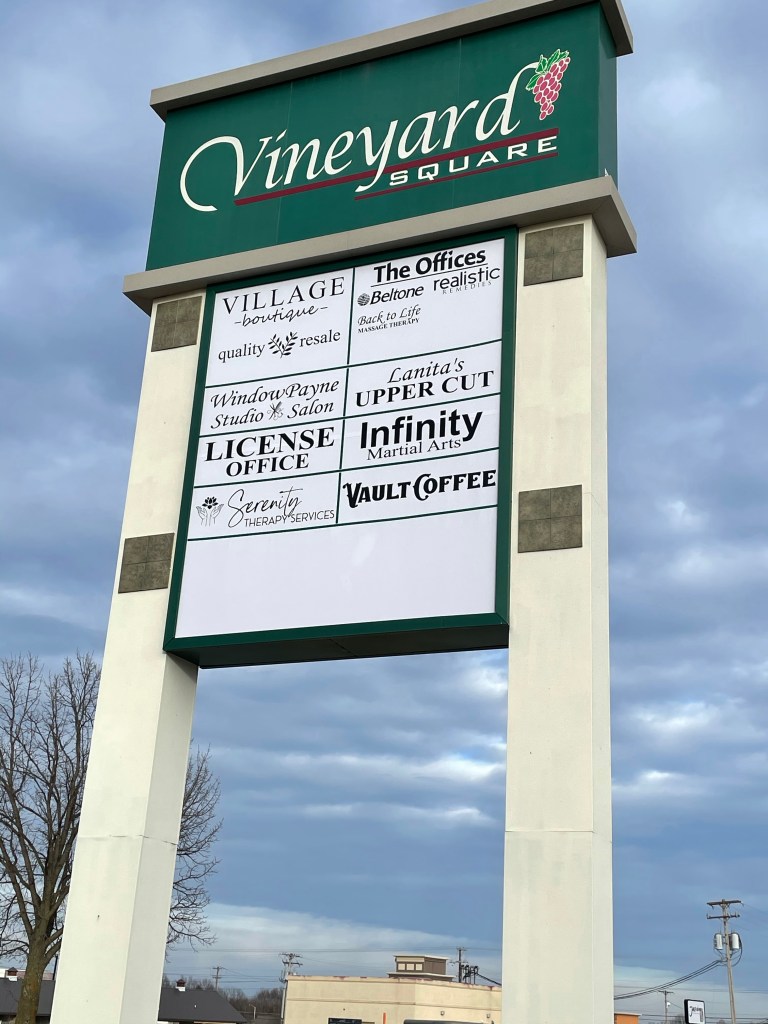 Vineyard
SQUARE
VILLAGE
-boutique-
quality resale
The Offices
Beltone realistic
REMEDIES
Back to Life
MASSAGE THERAPY
WindowPayne
Studio Salon
Lanita's
UPPER CUT
LICENSE
OFFICE
Infinity
Martial Arts
Serenity
THERAPY SERVICES
VAULT COFFEE